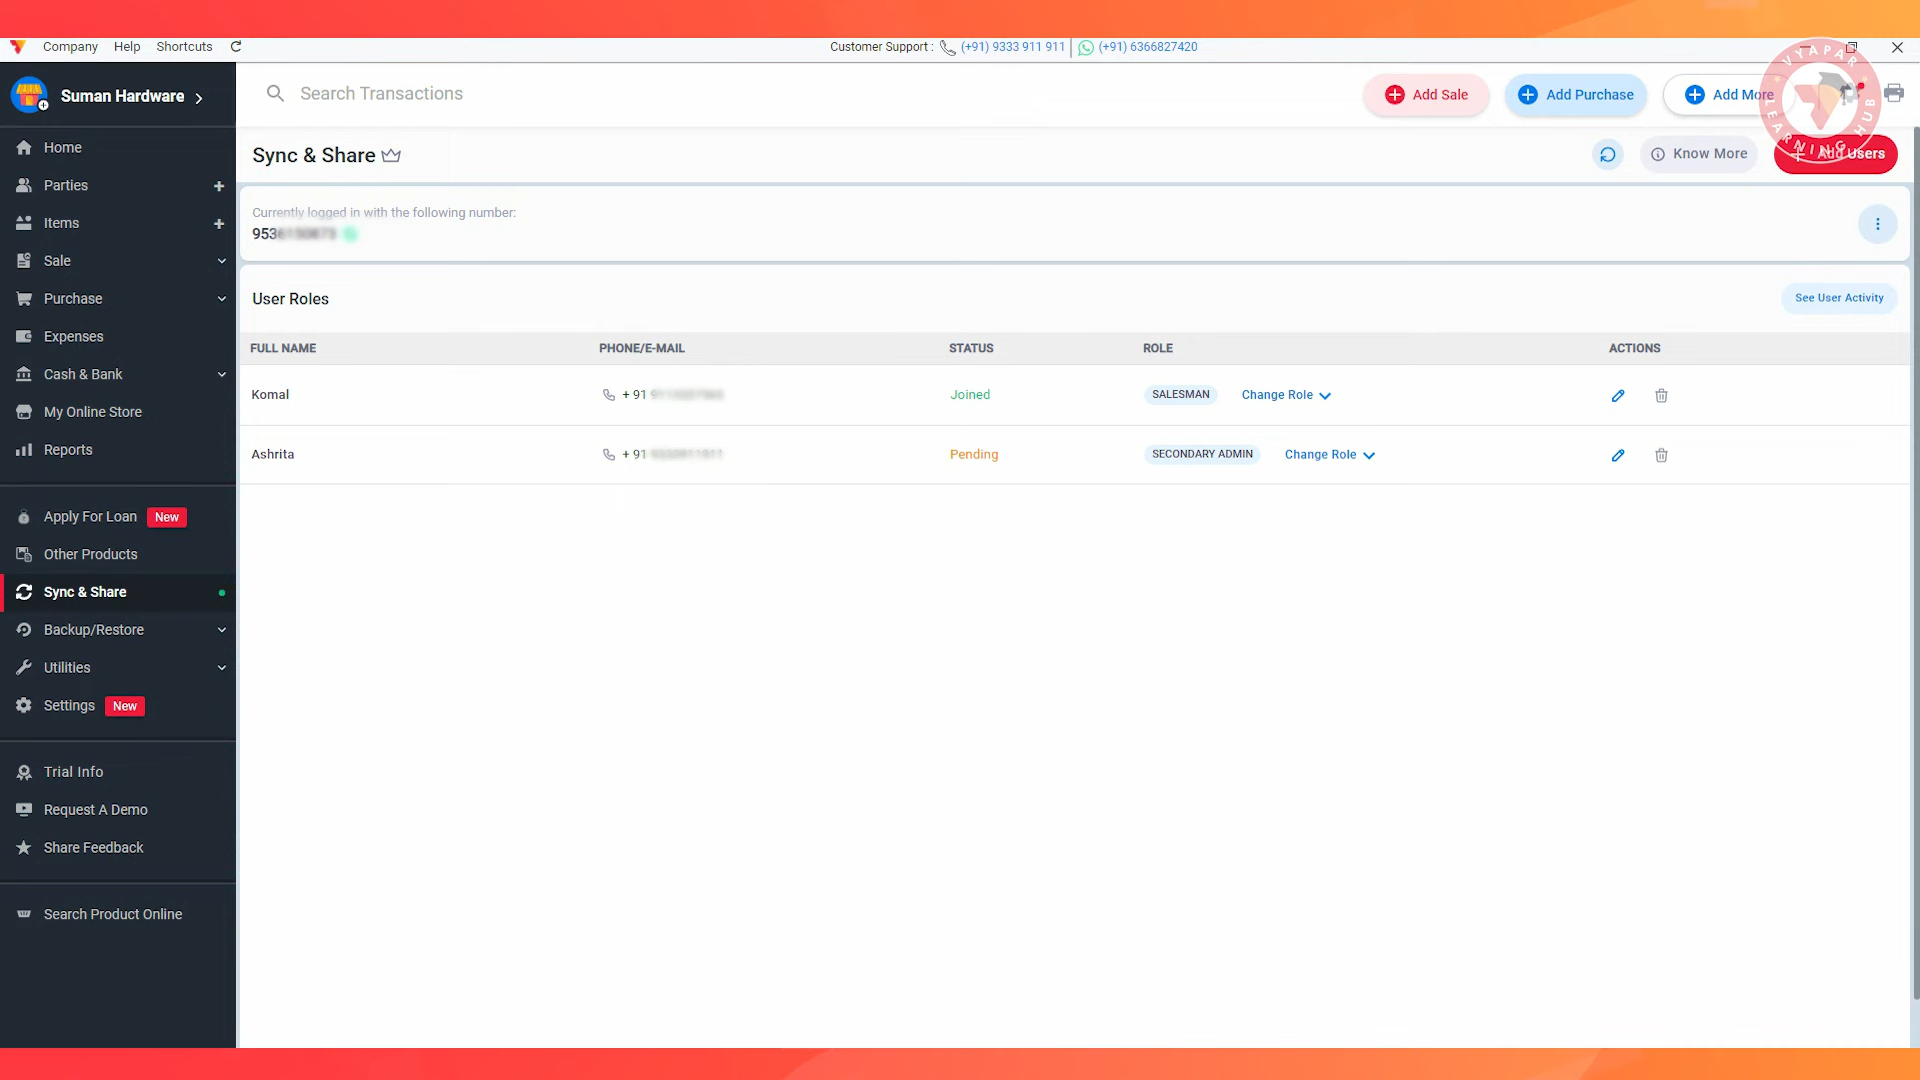 Company Help Shortcuts
Customer Support : (+91) 9333 911 911 (+91) 6366827420
VYAPAR LEARNING HUB
Suman Hardware
Search Transactions
Add Sale
Add Purchase
Add More
Home
Parties
Items
Sale
Purchase
Expenses
Cash & Bank
My Online Store
Reports
Apply For Loan New
Other Products
Sync & Share
Backup/Restore
Utilities
Settings New
Trial Info
Request A Demo
Share Feedback
Search Product Online
Sync & Share
Know More
Add Users
Currently logged in with the following number:
953
User Roles
See User Activity
FULL NAME PHONE/E-MAIL STATUS ROLE ACTIONS
Komal + 91 Joined SALESMAN Change Role
Ashrita + 91 Pending SECONDARY ADMIN Change Role